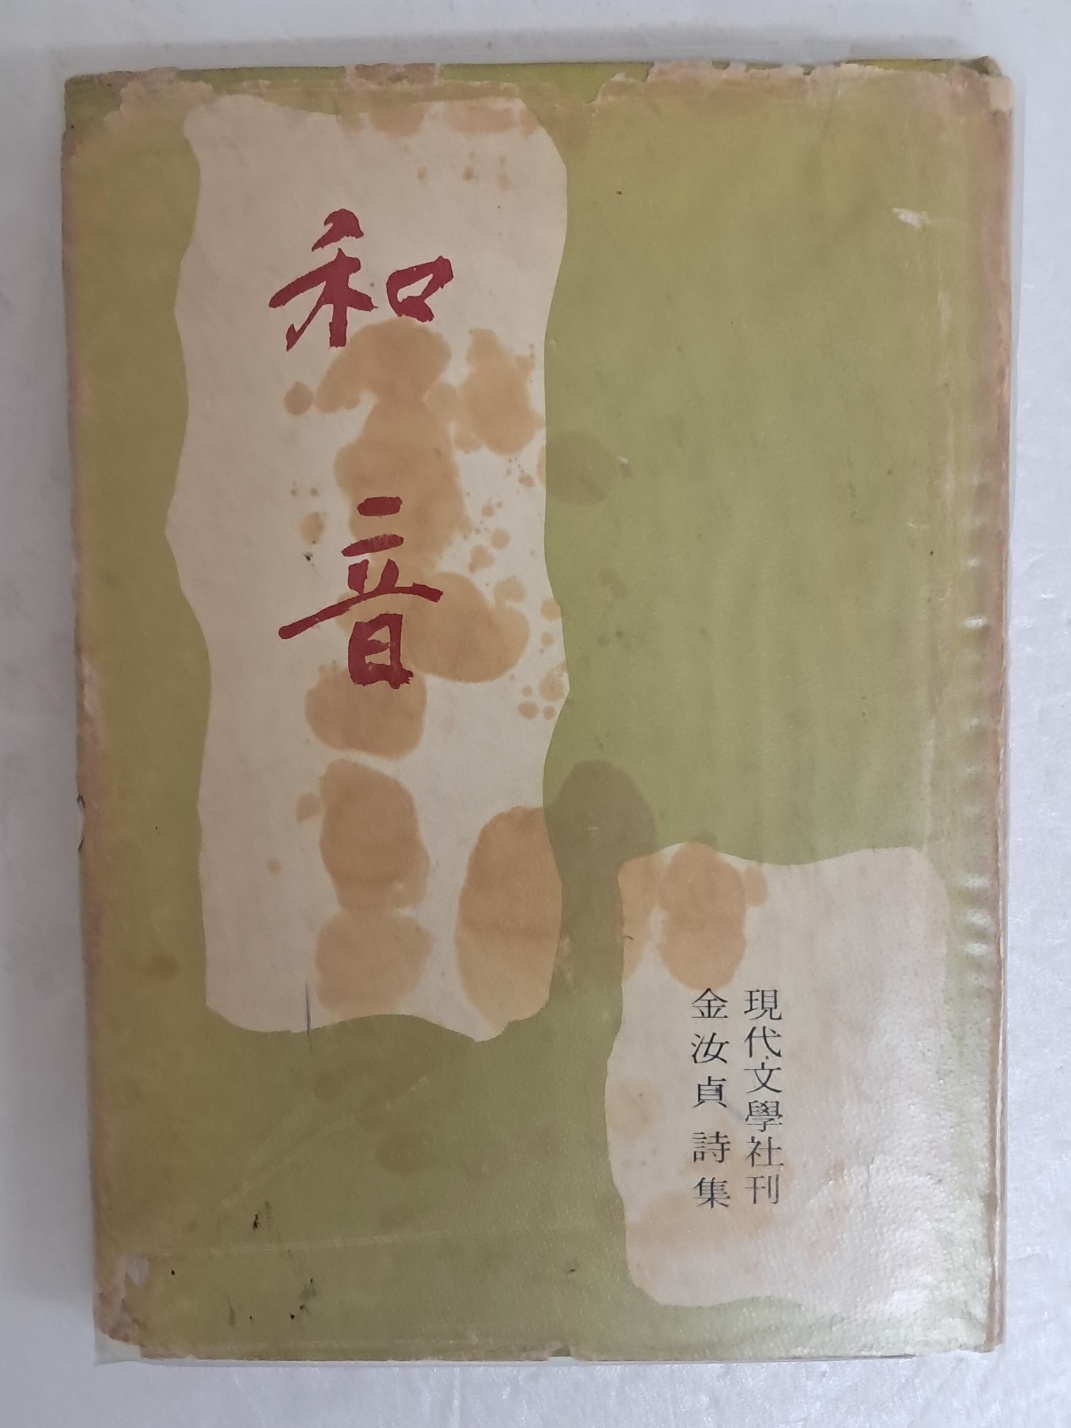 和音
現代文學社刊
金汝貞 詩集